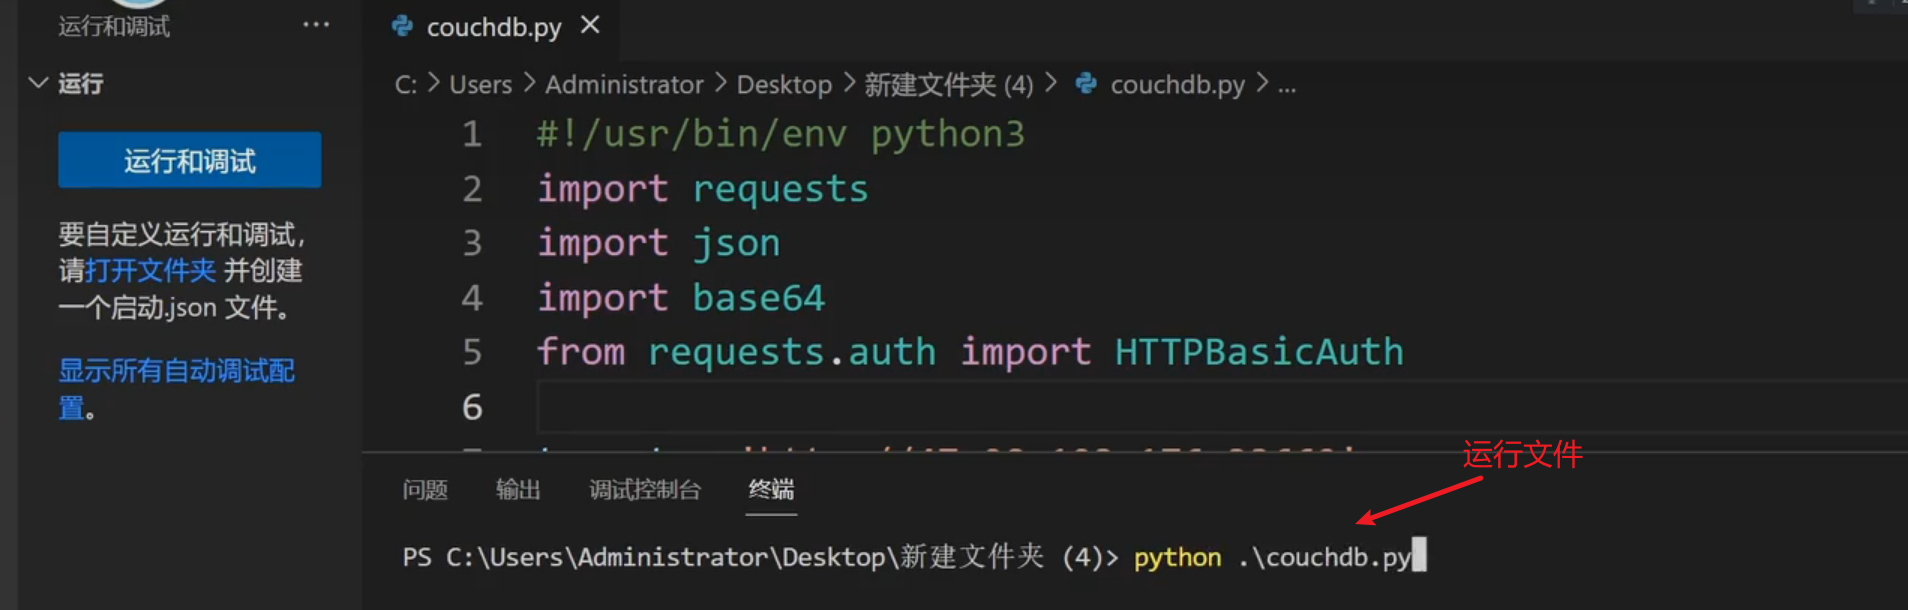 运行和调试 ···
运行
运行和调试
要自定义运行和调试，
请打开文件夹 并创建
一个启动.json 文件。
显示所有自动调试配
置。
couchdb.py ×
C: > Users > Administrator > Desktop > 新建文件夹 (4) > couchdb.py > ...
1 #!/usr/bin/env python3
2 import requests
3 import json
4 import base64
5 from requests.auth import HTTPBasicAuth
6
运行文件
问题 输出 调试控制台 终端
PS C:\Users\Administrator\Desktop\新建文件夹 (4)> python .\couchdb.py